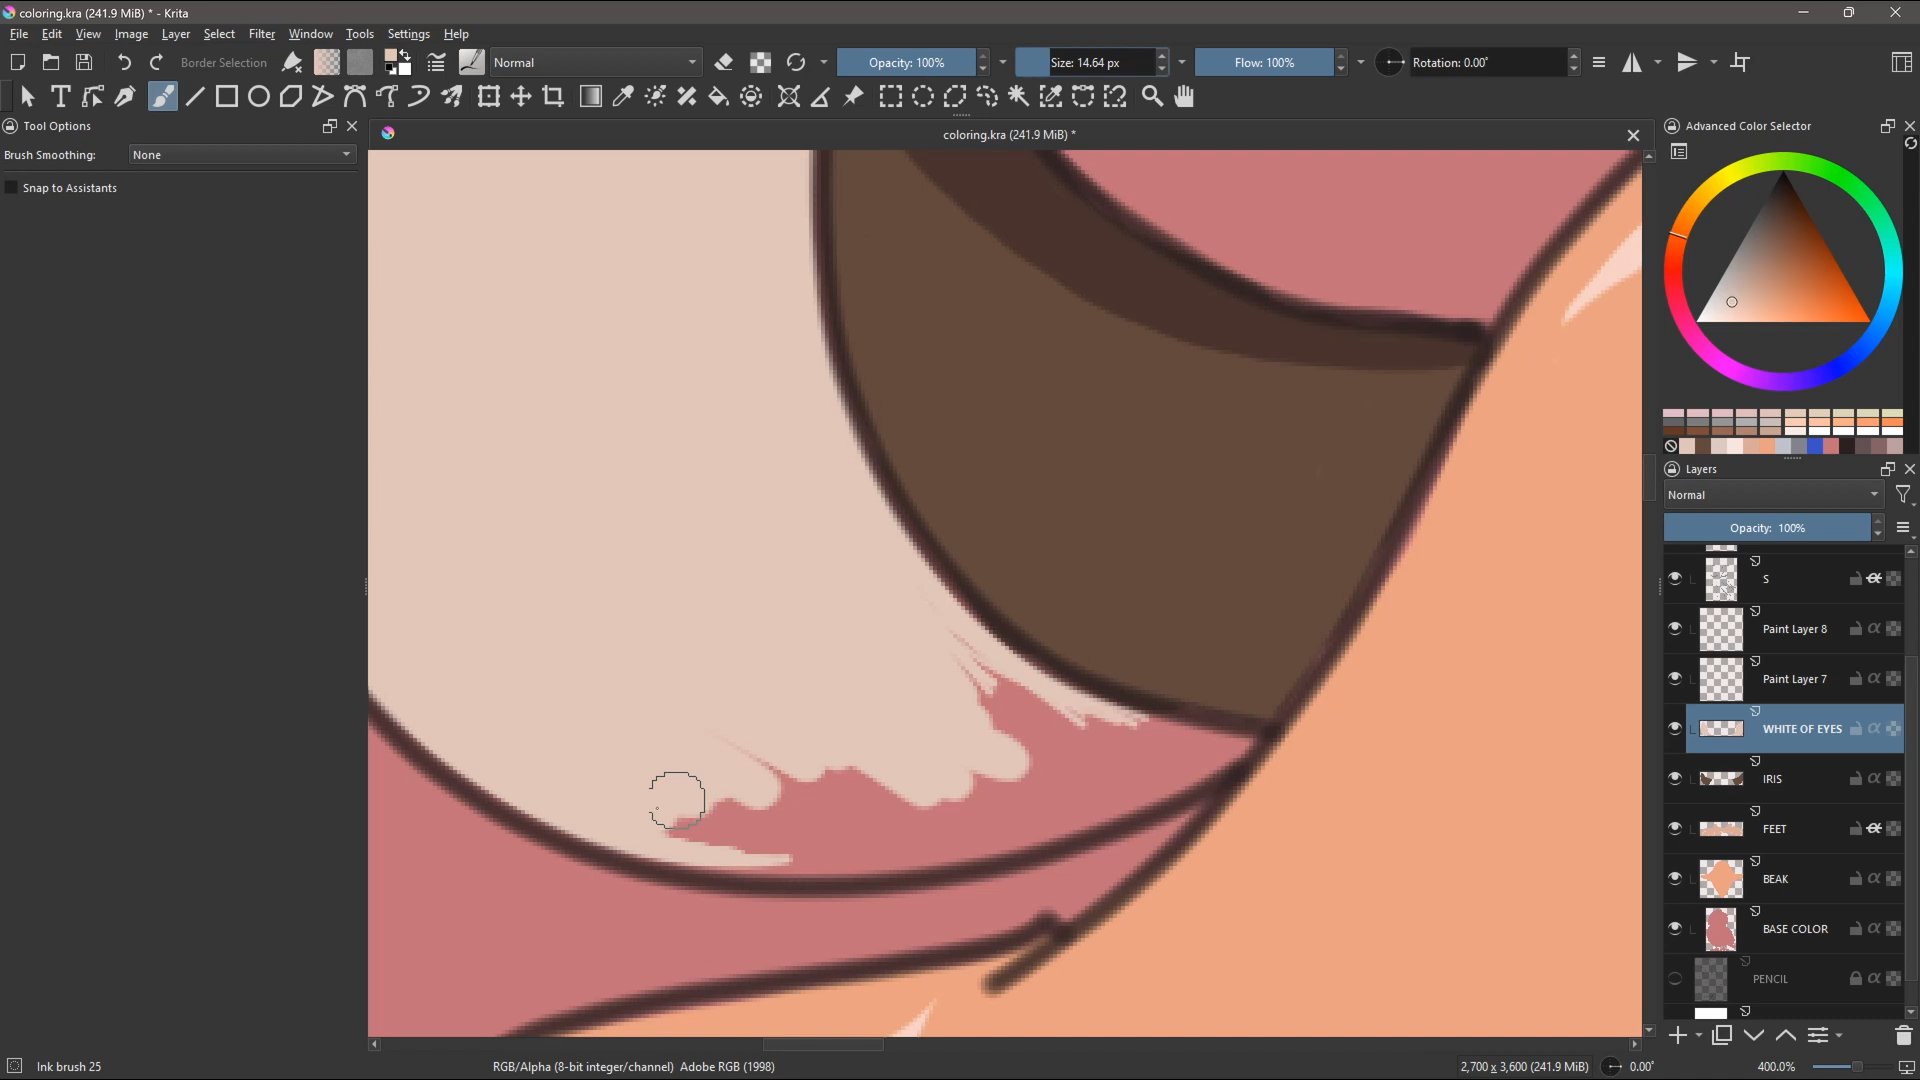 coloring.kra (241.9 MiB) * - Krita
File Edit View Image Layer Select Filter Tools Window Settings Help
Border Selection
Normal
Opacity: 100%
Size: 14.64 px
Flow: 100%
Rotation: 0.00°
Tool Options
Brush Smoothing: None
Snap to Assistants
coloring.kra (241.9 MiB) *
Advanced Color Selector
Layers
Normal
Opacity: 100%
S
Paint Layer 8
Paint Layer 7
WHITE OF EYES
IRIS
FEET
BEAK
BASE COLOR
PENCIL
Ink brush 25
RGB/Alpha (8-bit integer/channel) Adobe RGB (1998)
2,700 x 3,600 (241.9 MiB)
0.00°
400.0%